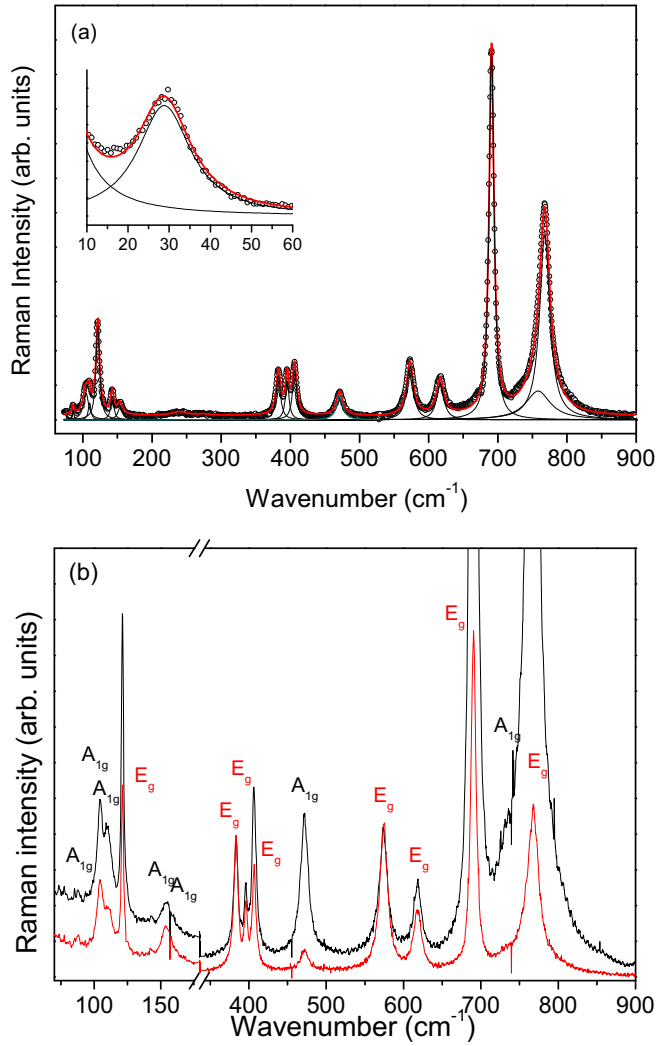 (a)
Raman Intensity (arb. units)
10 20 30 40 50 60
100 200 300 400 500 600 700 800 900
Wavenumber (cm-1)
(b)
Raman intensity (arb. units)
Eg
A1g
A1g
A1g
Eg
Eg
Eg
A1g
Eg
Eg
Eg
A1g
A1g
A1g
Eg
100 150 400 500 600 700 800 900
Wavenumber (cm-1)